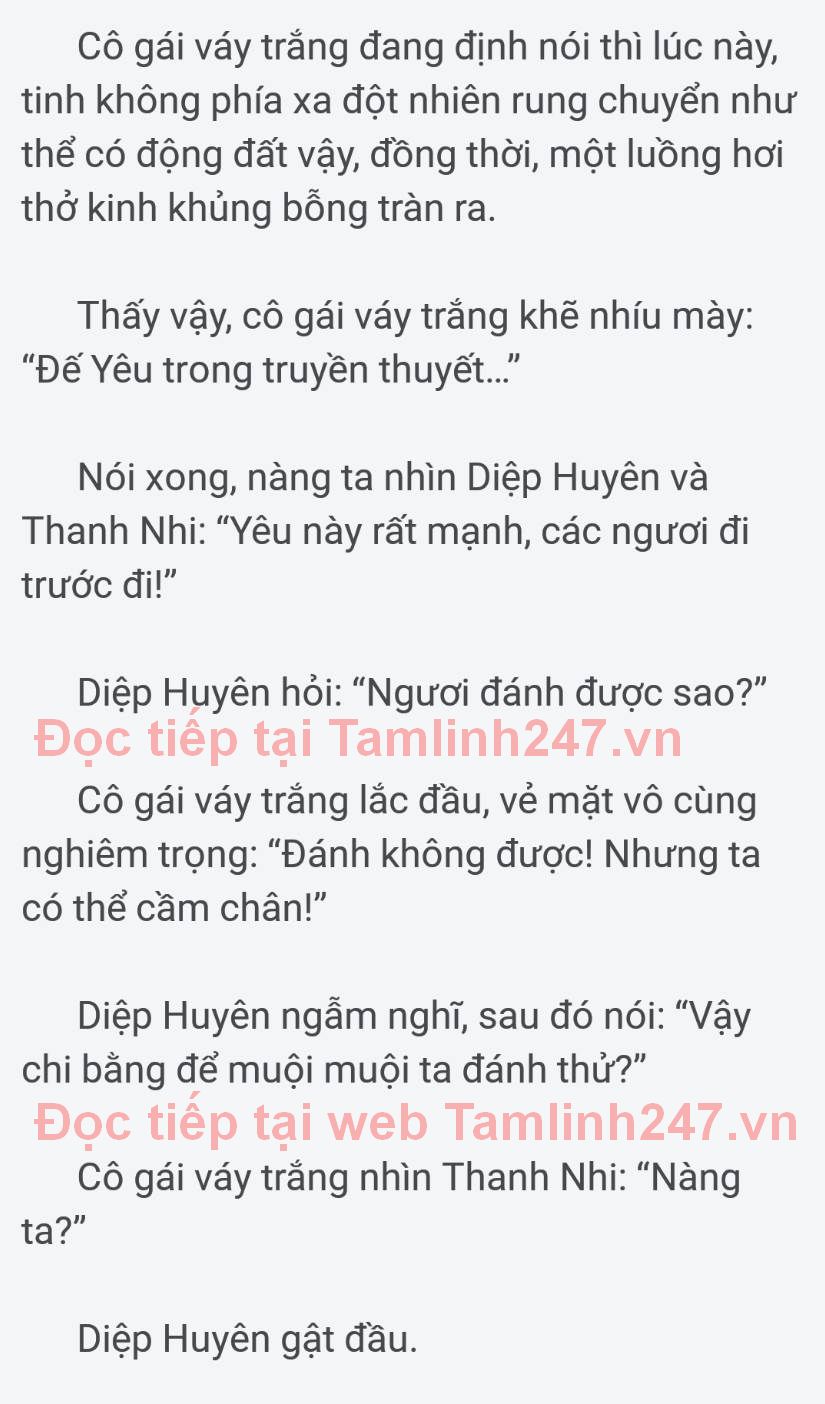 Cô gái váy trắng đang định nói thì lúc này,
tinh không phía xa đột nhiên rung chuyển như
thể có động đất vậy, đồng thời, một luồng hơi
thở kinh khủng bỗng tràn ra.
Thấy vậy, cô gái váy trắng khẽ nhíu mày:
“Đế Yêu trong truyền thuyết...”
Nói xong, nàng ta nhìn Diệp Huyên và
Thanh Nhi: “Yêu này rất mạnh, các ngươi đi
trước đi!”
Diệp Huyên hỏi: “Ngươi đánh được sao?”
Đọc tiếp tại Tamlinh247.vn
Cô gái váy trắng lắc đầu, vẻ mặt vô cùng
nghiêm trọng: “Đánh không được! Nhưng ta
có thể cầm chân!”
Diệp Huyên ngẫm nghĩ, sau đó nói: “Vậy
chi bằng để muội muội ta đánh thử?”
Đọc tiếp tại web Tamlinh247.vn
Cô gái váy trắng nhìn Thanh Nhi: “Nàng
ta?”
Diệp Huyên gật đầu.